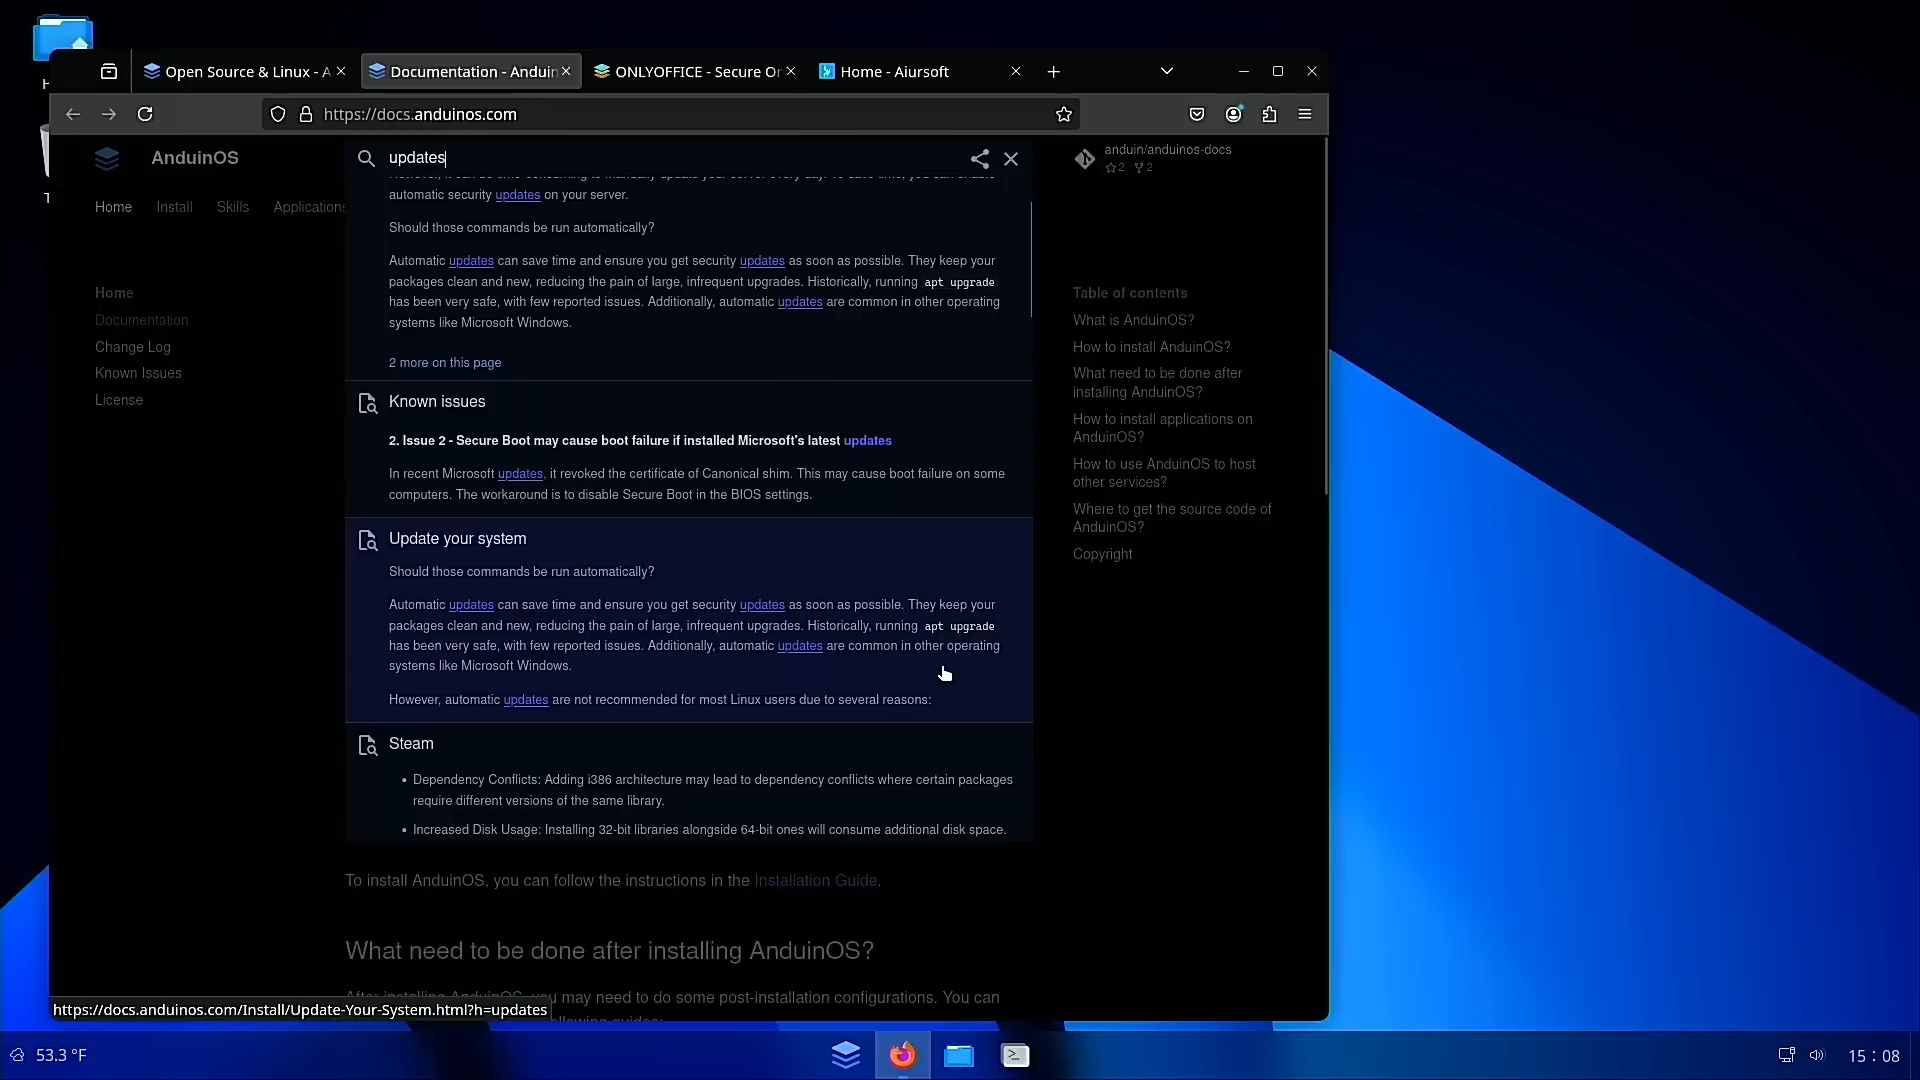 Open Source & Linux - A
Documentation - Anduin
ONLYOFFICE - Secure Or
Home - Aiursoft
https://docs.anduinos.com
AnduinOS
updates
anduin/anduinos-docs
2 2
Home Install Skills Applications
automatic security updates on your server.
Should those commands be run automatically?
Automatic updates can save time and ensure you get security updates as soon as possible. They keep your
packages clean and new, reducing the pain of large, infrequent upgrades. Historically, running apt upgrade
has been very safe, with few reported issues. Additionally, automatic updates are common in other operating
systems like Microsoft Windows.
2 more on this page
Home
Documentation
Change Log
Known Issues
License
Known issues
2. Issue 2 - Secure Boot may cause boot failure if installed Microsoft's latest updates
In recent Microsoft updates, it revoked the certificate of Canonical shim. This may cause boot failure on some
computers. The workaround is to disable Secure Boot in the BIOS settings.
Update your system
Should those commands be run automatically?
Automatic updates can save time and ensure you get security updates as soon as possible. They keep your
packages clean and new, reducing the pain of large, infrequent upgrades. Historically, running apt upgrade
has been very safe, with few reported issues. Additionally, automatic updates are common in other operating
systems like Microsoft Windows.
However, automatic updates are not recommended for most Linux users due to several reasons:
Steam
• Dependency Conflicts: Adding i386 architecture may lead to dependency conflicts where certain packages
require different versions of the same library.
• Increased Disk Usage: Installing 32-bit libraries alongside 64-bit ones will consume additional disk space.
Table of contents
What is AnduinOS?
How to install AnduinOS?
What need to be done after
installing AnduinOS?
How to install applications on
AnduinOS?
How to use AnduinOS to host
other services?
Where to get the source code of
AnduinOS?
Copyright
To install AnduinOS, you can follow the instructions in the Installation Guide.
What need to be done after installing AnduinOS?
After installing AnduinOS, you may need to do some post-installation configurations. You can
https://docs.anduinos.com/Install/Update-Your-System.html?h=updates
53.3 °F
15 : 08